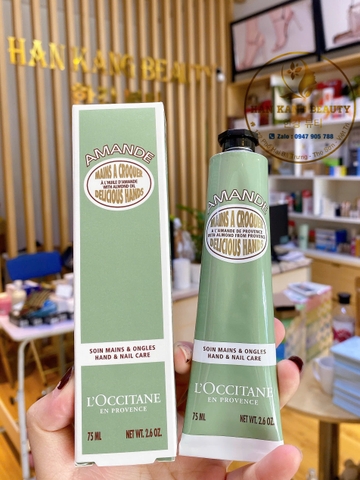 HAN KANG BEAUTY
HAN KANG BEAUTY
Zalo : 0947 905 788
AMANDE
MAINS A CROQUER
À L'HUILE D'AMANDE
WITH ALMOND OIL
DELICIOUS HANDS
SOIN MAINS & ONGLES
HAND & NAIL CARE
L'OCCITANE
EN PROVENCE
75 ML NET WT. 2.6 OZ.
AMANDE
MAINS A CROQUER
À L'AMANDE DE PROVENCE
WITH ALMOND FROM PROVENCE
DELICIOUS HANDS
SOIN MAINS & ONGLES
HAND & NAIL CARE
L'OCCITANE
EN PROVENCE
75 ML NET WT. 2.6 OZ.